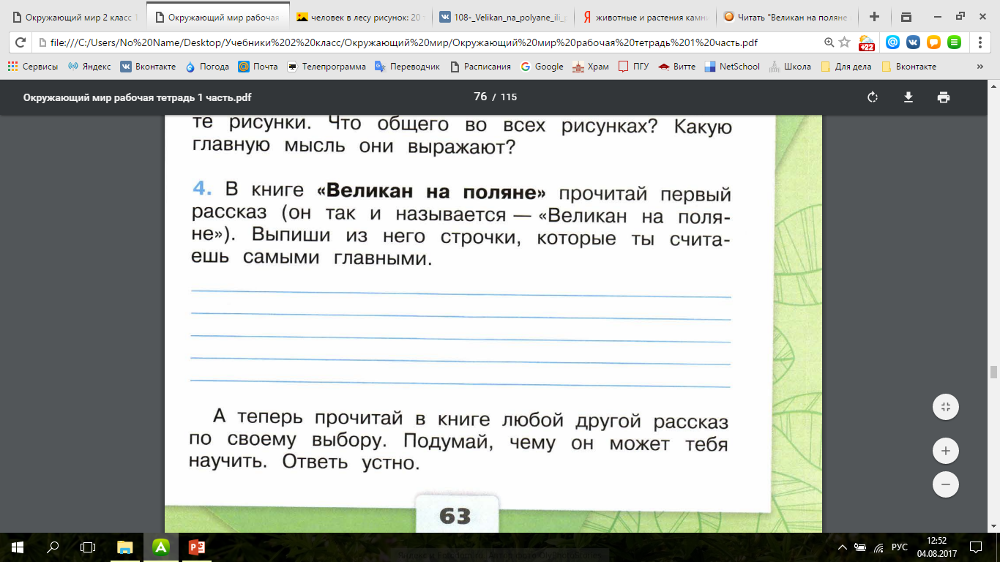 Окружающий мир 2 класс 1
Окружающий мир рабочая
человек в лесу рисунок: 20 т
108-_Velikan_na_polyane_ili_p
животные и растения камн
Читать "Великан на поляне
file:///C:/Users/No%20Name/Desktop/Учебники%202%20класс/Окружающий%20мир/Окружающий%20мир%20рабочая%20тетрадь%201%20часть.pdf
+22
Сервисы Яндекс Вконтакте Погода Почта Телепрограмма Переводчик Расписания Google Храм ПГУ Витте NetSchool Школа Для дела Вконтакте »
Окружающий мир рабочая тетрадь 1 часть.pdf 76 / 115
те рисунки. Что общего во всех рисунках? Какую
главную мысль они выражают?
4. В книге «Великан на поляне» прочитай первый
рассказ (он так и называется — «Великан на поля-
не»). Выпиши из него строчки, которые ты счита-
ешь самыми главными.
А теперь прочитай в книге любой другой рассказ
по своему выбору. Подумай, чему он может тебя
научить. Ответь устно.
63
РУС
12:52
04.08.2017